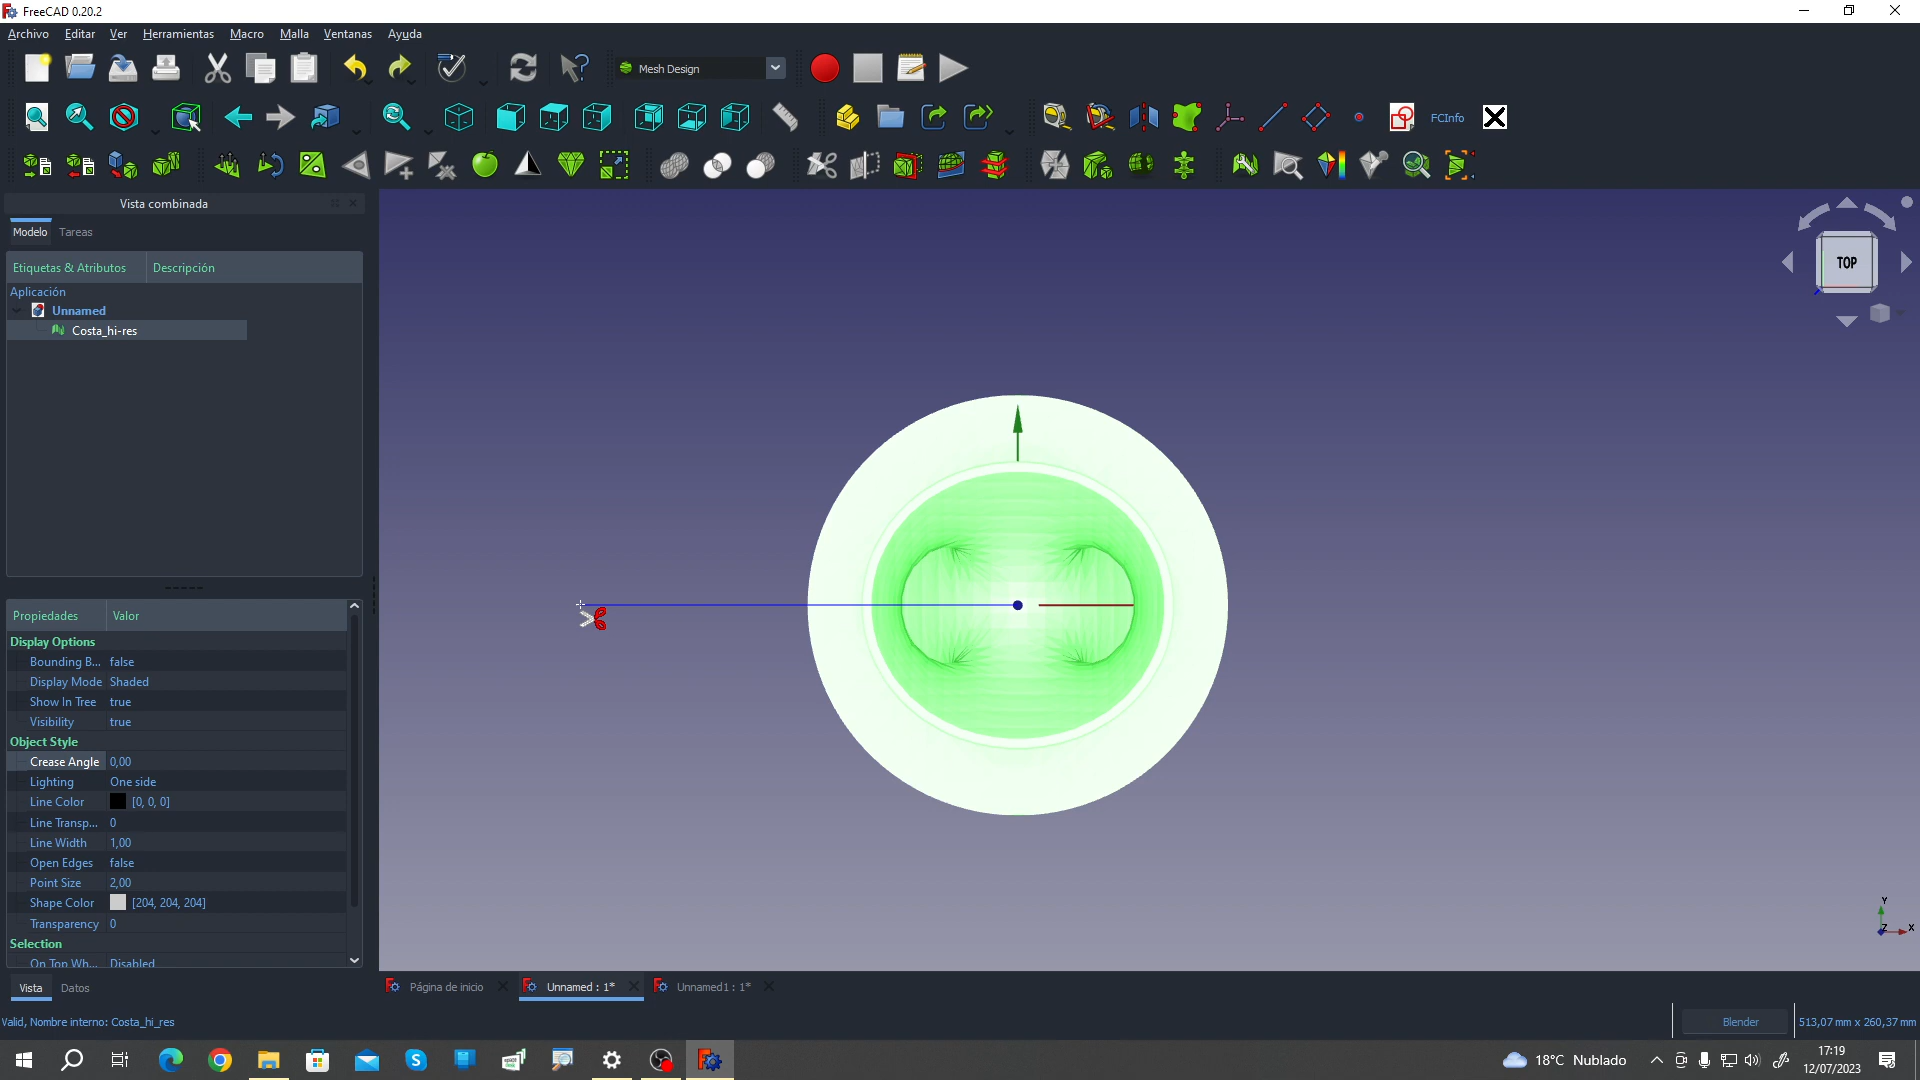 FreeCAD 0.20.2
Archivo Editar Ver Herramientas Macro Malla Ventanas Ayuda
Mesh Design
FCInfo
Vista combinada
Modelo Tareas
Etiquetas & Atributos Descripción
Aplicación
Unnamed
Costa_hi-res
TOP
Propiedades Valor
Display Options
Bounding B... false
Display Mode Shaded
Show In Tree true
Visibility true
Object Style
Crease Angle 0,00
Lighting One side
Line Color [0, 0, 0]
Line Transp... 0
Line Width 1,00
Open Edges false
Point Size 2,00
Shape Color [204, 204, 204]
Transparency 0
Selection
On Top Wh... Disabled
Y
Z X
Vista Datos
Página de inicio Unnamed : 1* Unnamed1 : 1*
Valid, Nombre interno: Costa_hi_res
Blender 513,07 mm x 260,37 mm
18°C Nublado
17:19
12/07/2023